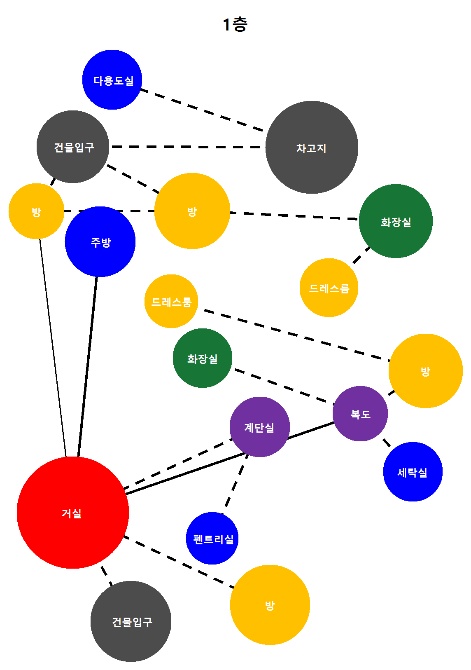 1층
다용도실
건물입구
차고지
방
방
화장실
주방
드레스룸
드레스룸
화장실
방
복도
계단실
세탁실
거실
펜트리실
방
건물입구